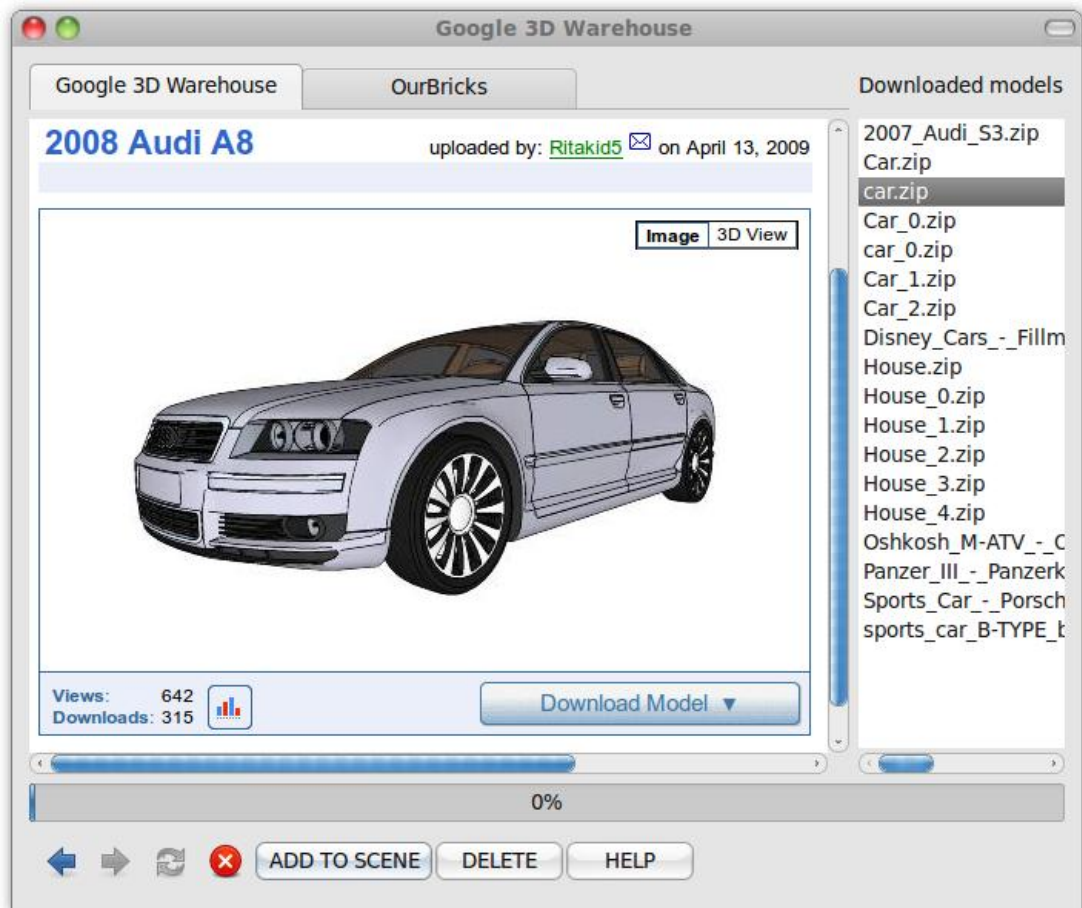 Google 3D Warehouse
Google 3D Warehouse
OurBricks
Downloaded models
2008 Audi A8
uploaded by: Ritakid5 on April 13, 2009
Image
3D View
Views: 642
Downloads: 315
Download Model ▼
2007_Audi_S3.zip
Car.zip
car.zip
Car_0.zip
car_0.zip
Car_1.zip
Car_2.zip
Disney_Cars_-_Fillm
House.zip
House_0.zip
House_1.zip
House_2.zip
House_3.zip
House_4.zip
Oshkosh_M-ATV_-_C
Panzer_III_-_Panzerk
Sports_Car_-_Porsch
sports_car_B-TYPE_b
0%
ADD TO SCENE
DELETE
HELP